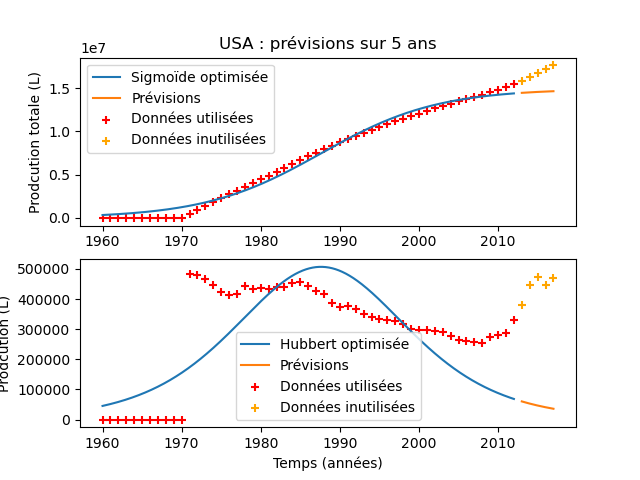 USA : prévisions sur 5 ans
1e7
Prodcution totale (L)
1.5
1.0
0.5
0.0
Sigmoïde optimisée
Prévisions
Données utilisées
Données inutilisées
1960 1970 1980 1990 2000 2010
Prodcution (L)
500000
400000
300000
200000
100000
0
Hubbert optimisée
Prévisions
Données utilisées
Données inutilisées
1960 1970 1980 1990 2000 2010
Temps (années)